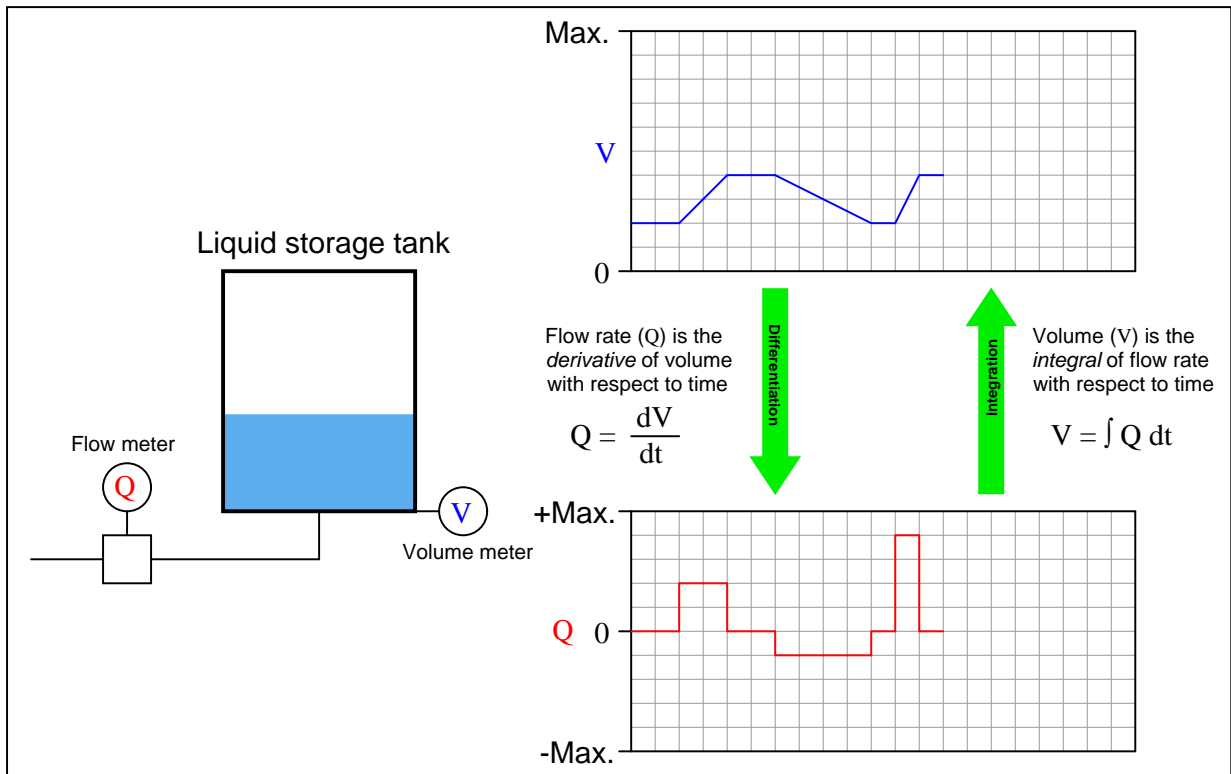 Max.
V
0
Liquid storage tank
Flow meter
Q
V
Volume meter
Flow rate (Q) is the
derivative of volume
with respect to time
Q = dV/dt
Differentiation
Integration
Volume (V) is the
integral of flow rate
with respect to time
V = ∫ Q dt
+Max.
Q 0
-Max.